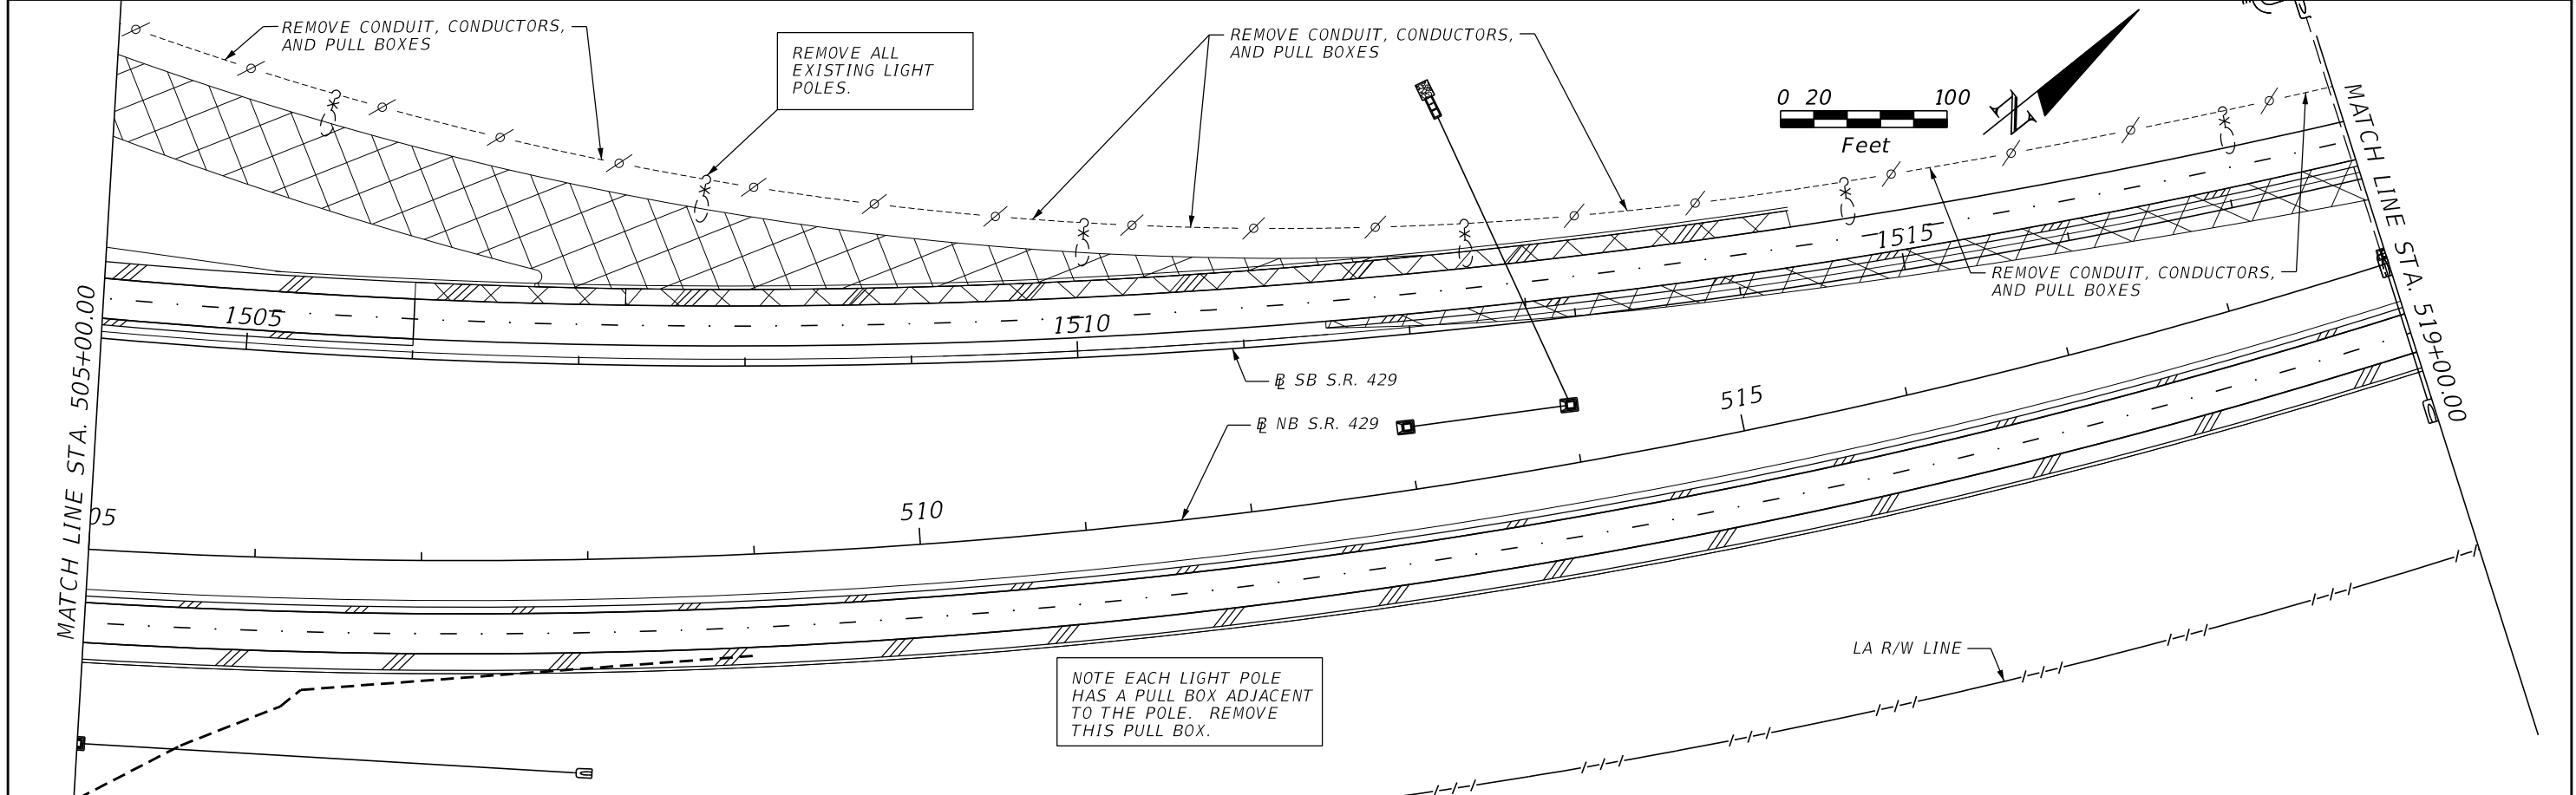 REMOVE CONDUIT, CONDUCTORS,
AND PULL BOXES
REMOVE ALL
EXISTING LIGHT
POLES.
REMOVE CONDUIT, CONDUCTORS,
AND PULL BOXES
0 20 100
Feet
N
MATCH LINE STA. 519+00.00
1515
REMOVE CONDUIT, CONDUCTORS,
AND PULL BOXES
MATCH LINE STA. 505+00.00
1505
1510
BL SB S.R. 429
515
BL NB S.R. 429
05
510
LA R/W LINE
NOTE EACH LIGHT POLE
HAS A PULL BOX ADJACENT
TO THE POLE. REMOVE
THIS PULL BOX.